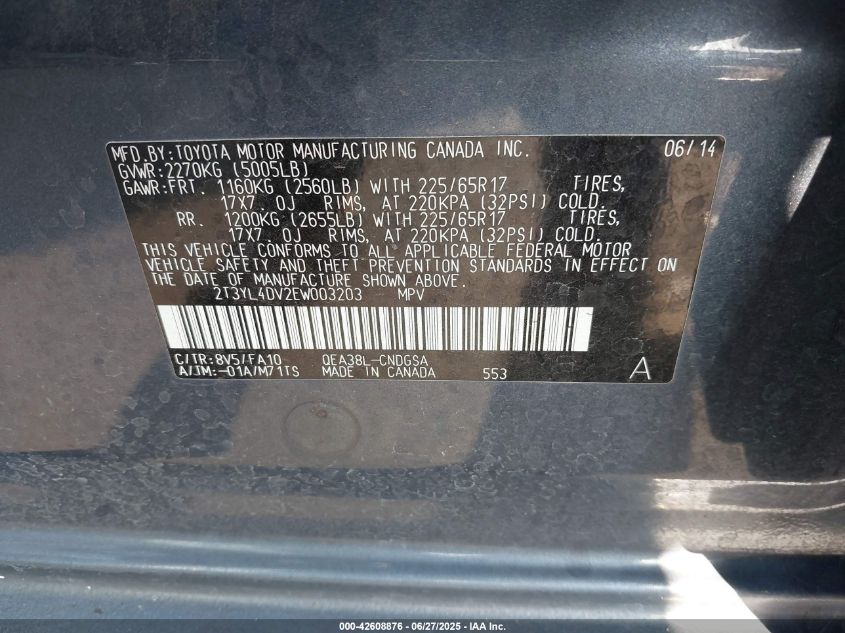 MFD.BY:TOYOTA MOTOR MANUFACTURING CANADA INC. 06/14
GVWR:2270KG (5005LB)
GAWR:FRT. 1160KG (2560LB) WITH 225/65R17 TIRES,
17X7.0J RIMS, AT 220KPA (32PSI) COLD.
RR. 1200KG (2655LB) WITH 225/65R17 TIRES,
17X7.0J RIMS, AT 220KPA (32PSI) COLD.
THIS VEHICLE CONFORMS TO ALL APPLICABLE FEDERAL MOTOR
VEHICLE SAFETY AND THEFT PREVENTION STANDARDS IN EFFECT ON
THE DATE OF MANUFACTURE SHOWN ABOVE.
2T3YL4DV2EW003203 MPV
C/TR:8V5/FA10 QEA38L-CNDGSA
A/TM:-01A/M71TS MADE IN CANADA 553 A
000-42608876 - 06/27/2025 - IAA Inc.